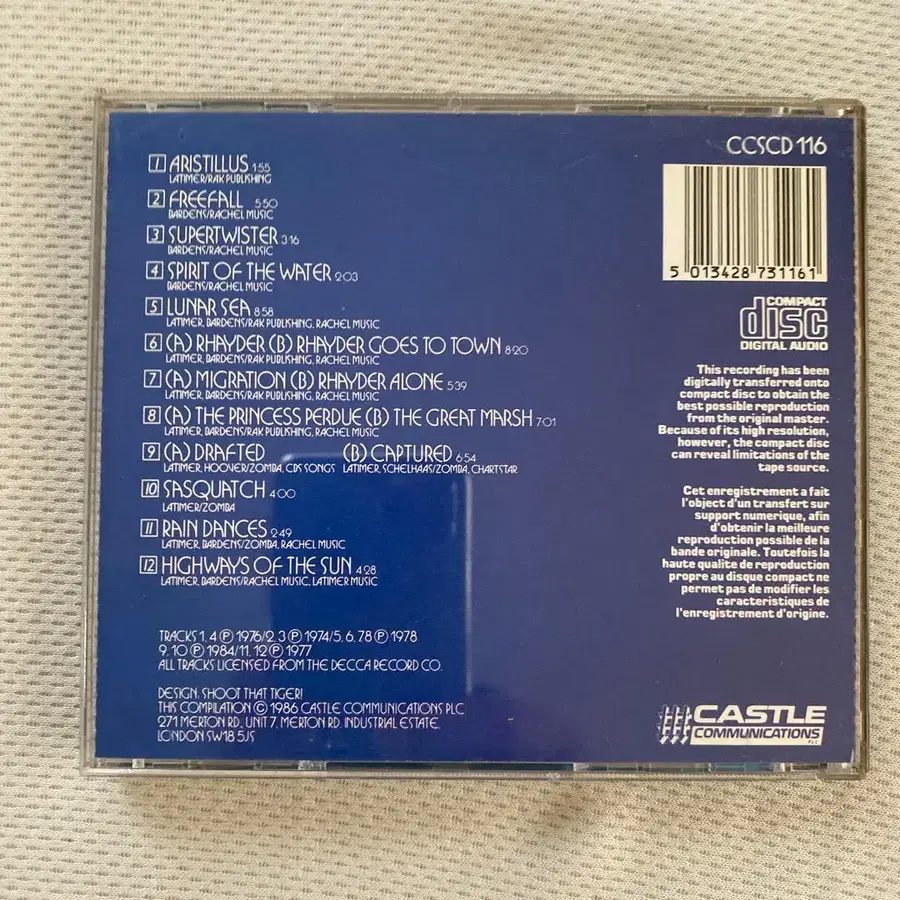 CCSCD 116
1 ARISTILLUS 1:55
LATIMER/RAK PUBLISHING
2 FREEFALL 5:50
BARDENS/RACHEL MUSIC
3 SUPERTWISTER 3:16
BARDENS/RACHEL MUSIC
4 SPIRIT OF THE WATER 2:03
BARDENS/RACHEL MUSIC
5 LUNAR SEA 8:58
LATIMER, BARDENS/RAK PUBLISHING, RACHEL MUSIC
6 (A) RHAYDER (B) RHAYDER GOES TO TOWN 8:20
LATIMER, BARDENS/RAK PUBLISHING, RACHEL MUSIC
7 (A) MIGRATION (B) RHAYDER ALONE 5:39
LATIMER, BARDENS/RAK PUBLISHING, RACHEL MUSIC
8 (A) THE PRINCESS PERDUE (B) THE GREAT MARSH 7:01
LATIMER, BARDENS/RAK PUBLISHING, RACHEL MUSIC
9 (A) DRAFTED (B) CAPTURED 6:54
LATIMER, HOOVER/ZOMBA, CBS SONGS LATIMER, SCHELHAAS/ZOMBA, CHARTSTAR
10 SASQUATCH 4:00
LATIMER/ZOMBA
11 RAIN DANCES 2:49
LATIMER, BARDENS/ZOMBA, RACHEL MUSIC
12 HIGHWAYS OF THE SUN 4:28
LATIMER, BARDENS/RACHEL MUSIC, LATIMER MUSIC
TRACKS 1, 4 ℗ 1976/2, 3 ℗ 1974/5, 6, 7,8 ℗ 1978
9, 10 ℗ 1984/11, 12 ℗ 1977
ALL TRACKS LICENSED FROM THE DECCA RECORD CO.
DESIGN: SHOOT THAT TIGER!
THIS COMPILATION © 1986 CASTLE COMMUNICATIONS PLC
271 MERTON RD., UNIT 7, MERTON RD. INDUSTRIAL ESTATE,
LONDON SW18 5JS
5 013428 731161
COMPACT
disc
DIGITAL AUDIO
This recording has been
digitally transferred onto
compact disc to obtain the
best possible reproduction
from the original master.
Because of its high resolution,
however, the compact disc
can reveal limitations of the
tape source.
Cet enregistrement a fait
l'object d'un transfert sur
support numerique, afin
d'obtenir la meilleure
reproduction possible de la
bande originale. Toutefois la
haute qualite de reproduction
propre au disque compact ne
permet pas de modifier les
caracteristiques de
l'enregistrement d'origine.
CASTLE
COMMUNICATIONS
PLC